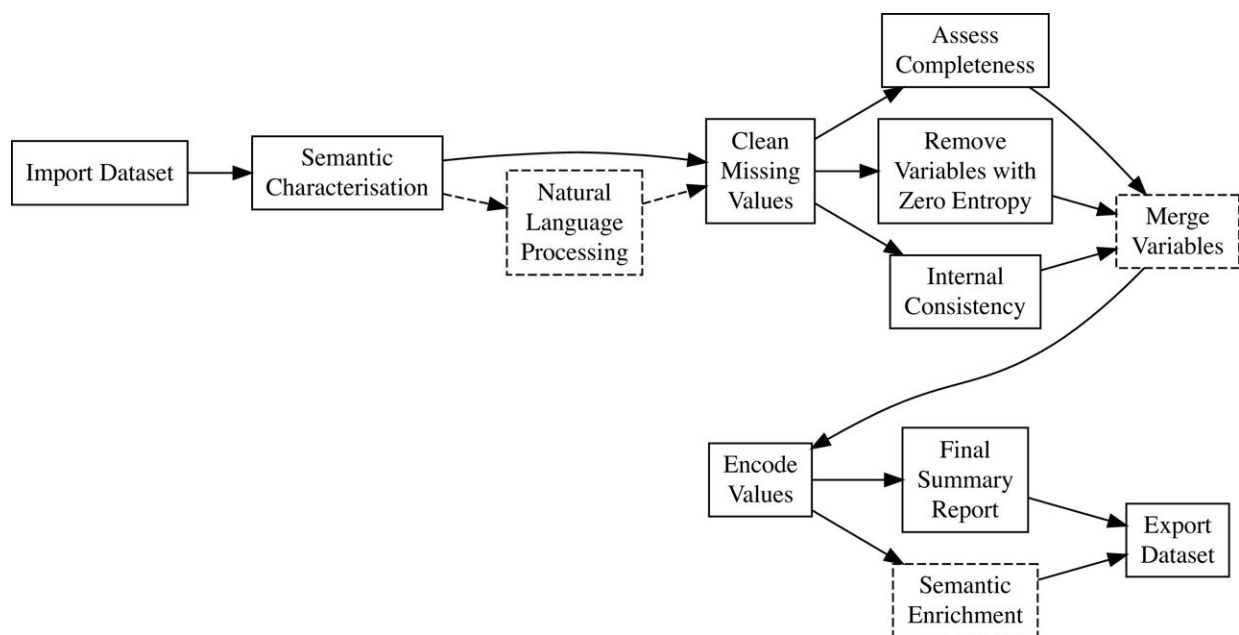 Import Dataset
Semantic
Characterisation
Natural
Language
Processing
Clean
Missing
Values
Assess
Completeness
Remove
Variables with
Zero Entropy
Internal
Consistency
Merge
Variables
Encode
Values
Final
Summary
Report
Semantic
Enrichment
Export
Dataset